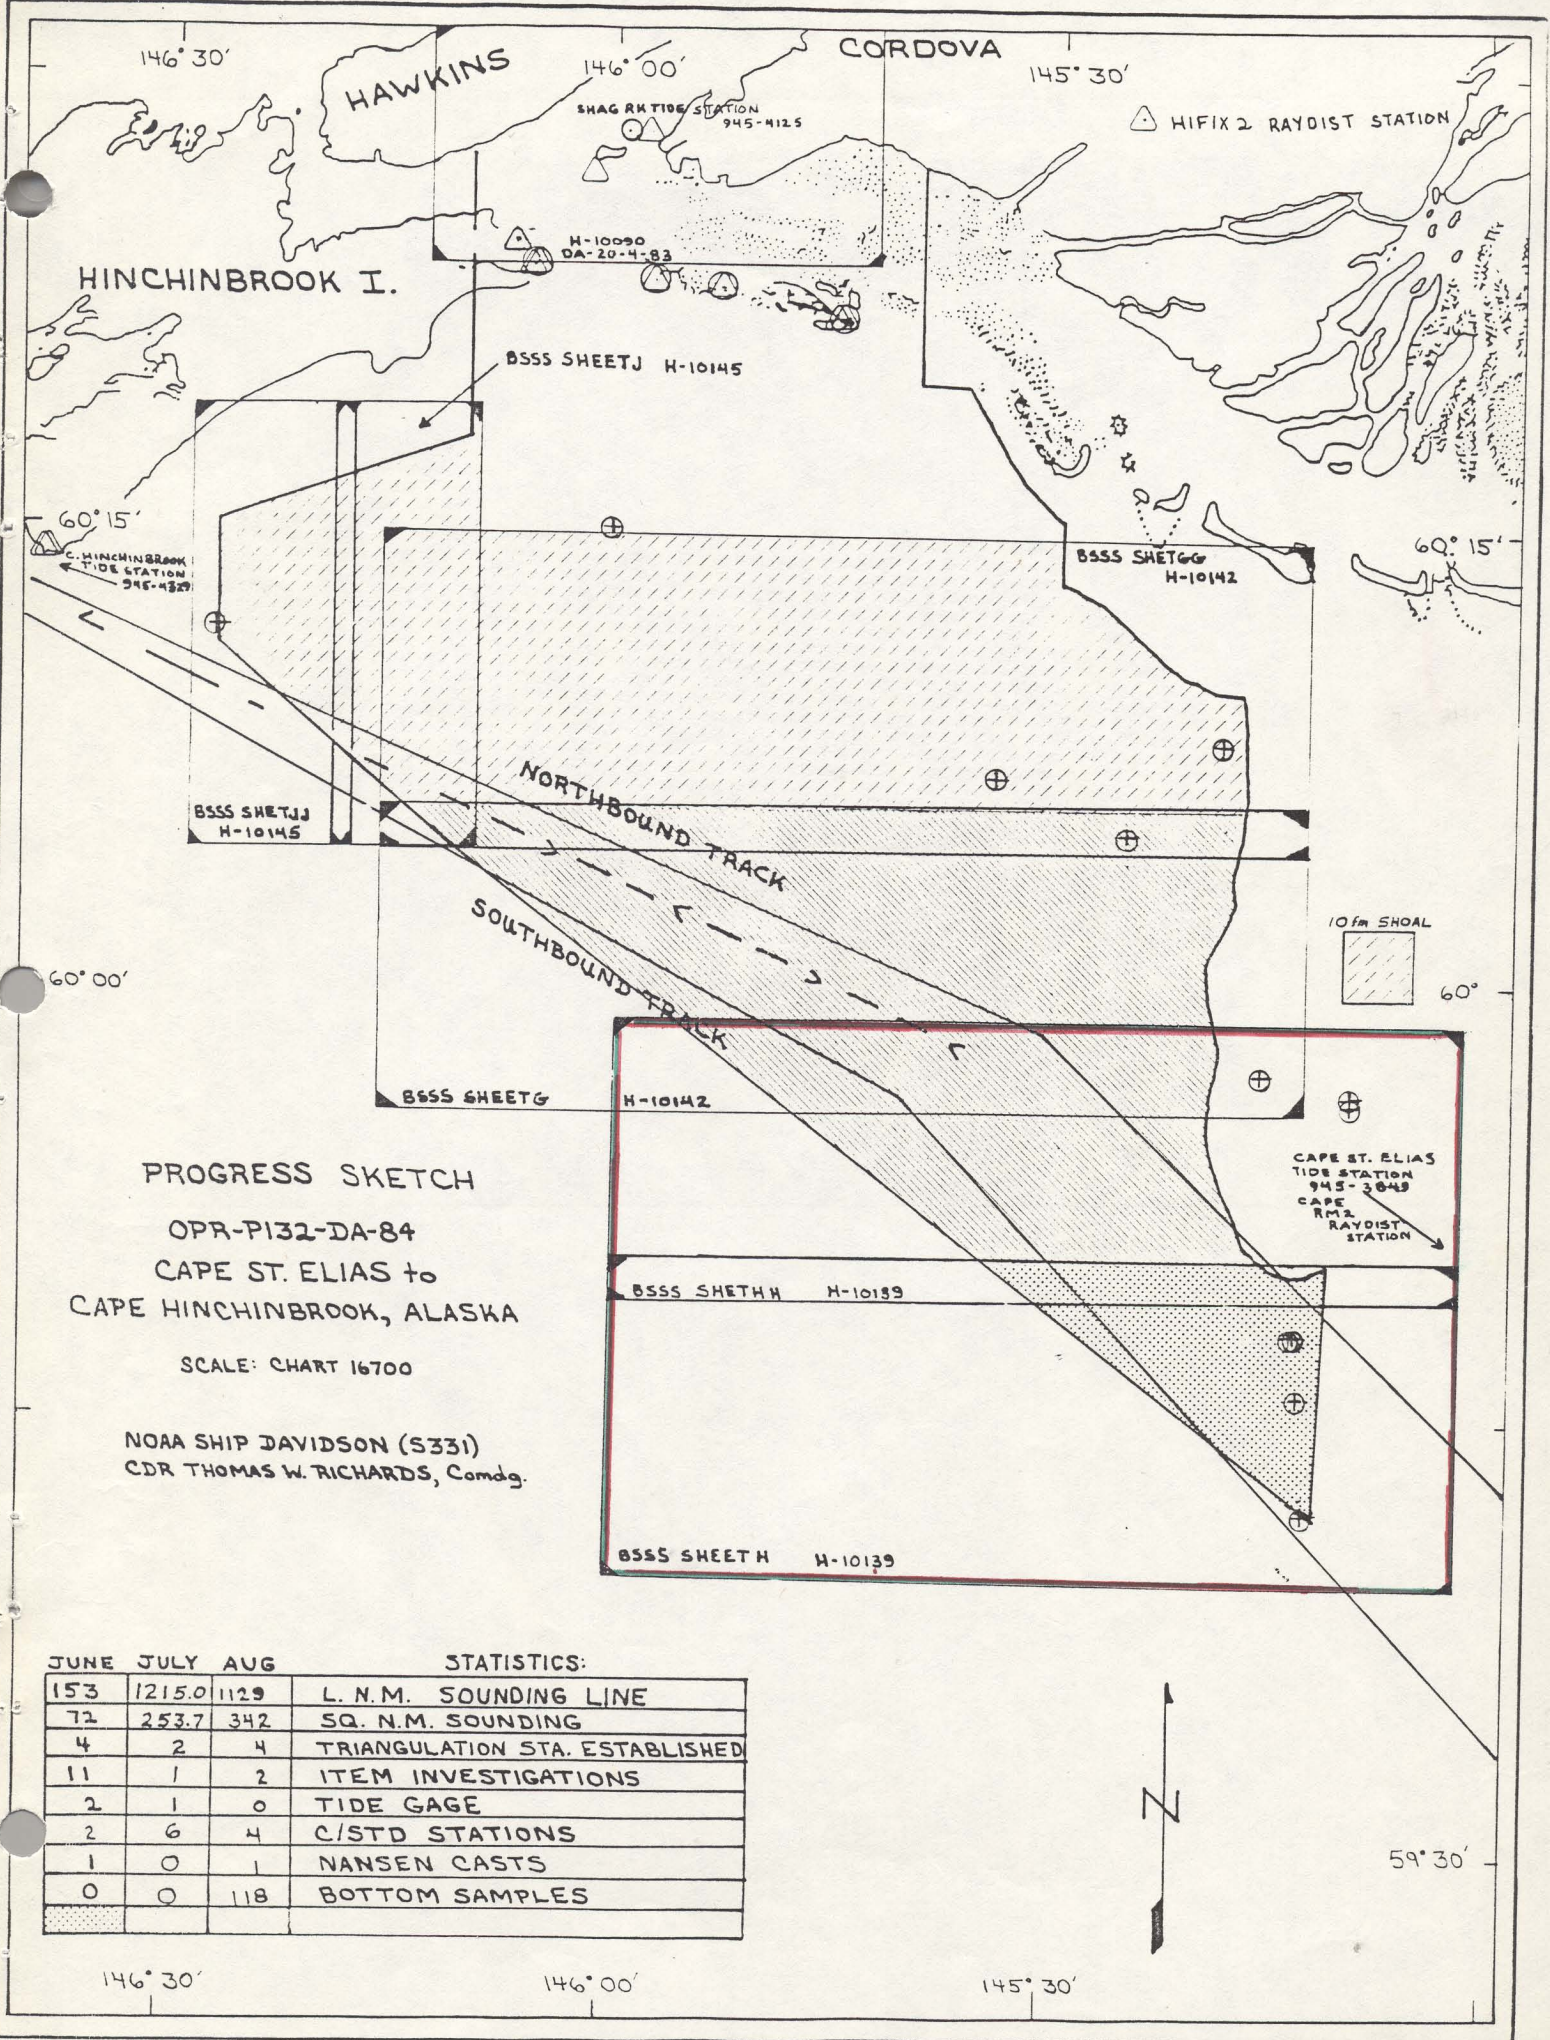 146° 30′
HAWKINS
146° 00′
CORDOVA
145° 30′
SHAG RK TIDE STATION
945-4125
HIFIX 2 RAYDIST STATION
H-10090
DA-20-4-83
HINCHINBROOK I.
BSSS SHEET J H-10145
60° 15′
C. HINCHINBROOK
TIDE STATION
945-4329
BSSS SHETGG
H-10142
60° 15′
NORTHBOUND TRACK
BSSS SHETJJ
H-10145
SOUTHBOUND TRACK
10 fm SHOAL
60° 00′
60°
BSSS SHEETG H-10142
PROGRESS SKETCH
OPR-P132-DA-84
CAPE ST. ELIAS to
CAPE HINCHINBROOK, ALASKA
SCALE: CHART 16700
NOAA SHIP DAVIDSON (S331)
CDR THOMAS W. RICHARDS, Comdg.
CAPE ST. ELIAS
TIDE STATION
945-3849
CAPE
RM2
RAYDIST
STATION
BSSS SHETHH H-10139
BSSS SHEETH H-10139
JUNE JULY AUG STATISTICS:
153 1215.0 1129 L. N.M. SOUNDING LINE
72 253.7 342 SQ. N.M. SOUNDING
4 2 4 TRIANGULATION STA. ESTABLISHED
11 1 2 ITEM INVESTIGATIONS
2 1 0 TIDE GAGE
2 6 4 C/STD STATIONS
1 0 1 NANSEN CASTS
0 0 118 BOTTOM SAMPLES
N
59° 30′
146° 30′
146° 00′
145° 30′